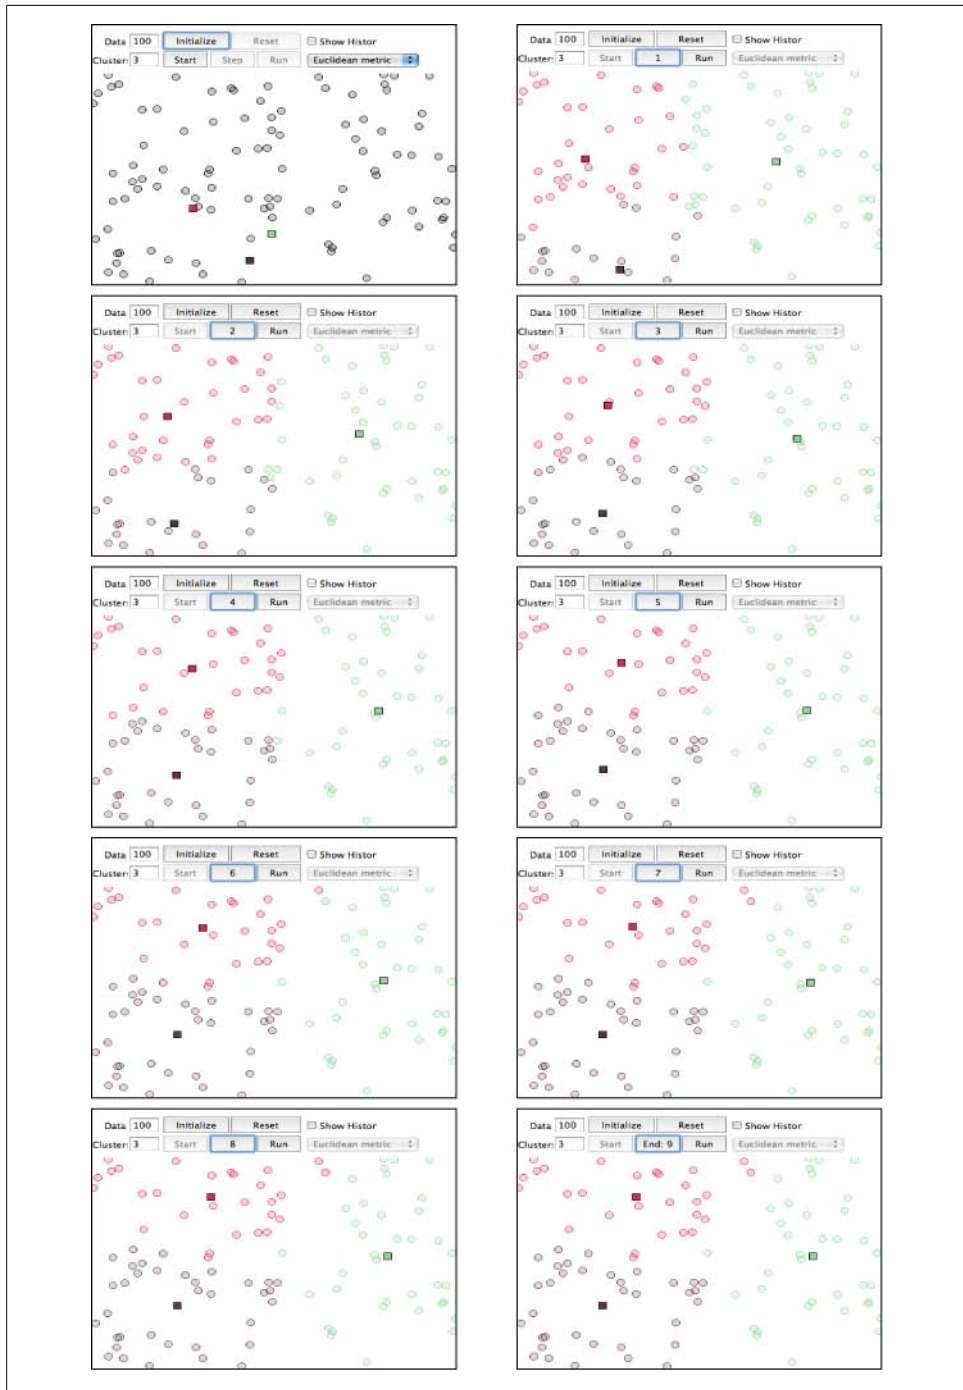 Data 100 Initialize Reset Show Histor
Cluster: 3 Start Step Run Euclidean metric
Data 100 Initialize Reset Show Histor
Cluster: 3 Start 1 Run Euclidean metric
Data 100 Initialize Reset Show Histor
Cluster: 3 Start 2 Run Euclidean metric
Data 100 Initialize Reset Show Histor
Cluster: 3 Start 3 Run Euclidean metric
Data 100 Initialize Reset Show Histor
Cluster: 3 Start 4 Run Euclidean metric
Data 100 Initialize Reset Show Histor
Cluster: 3 Start 5 Run Euclidean metric
Data 100 Initialize Reset Show Histor
Cluster: 3 Start 6 Run Euclidean metric
Data 100 Initialize Reset Show Histor
Cluster: 3 Start 7 Run Euclidean metric
Data 100 Initialize Reset Show Histor
Cluster: 3 Start 8 Run Euclidean metric
Data 100 Initialize Reset Show Histor
Cluster: 3 Start End: 9 Run Euclidean metric